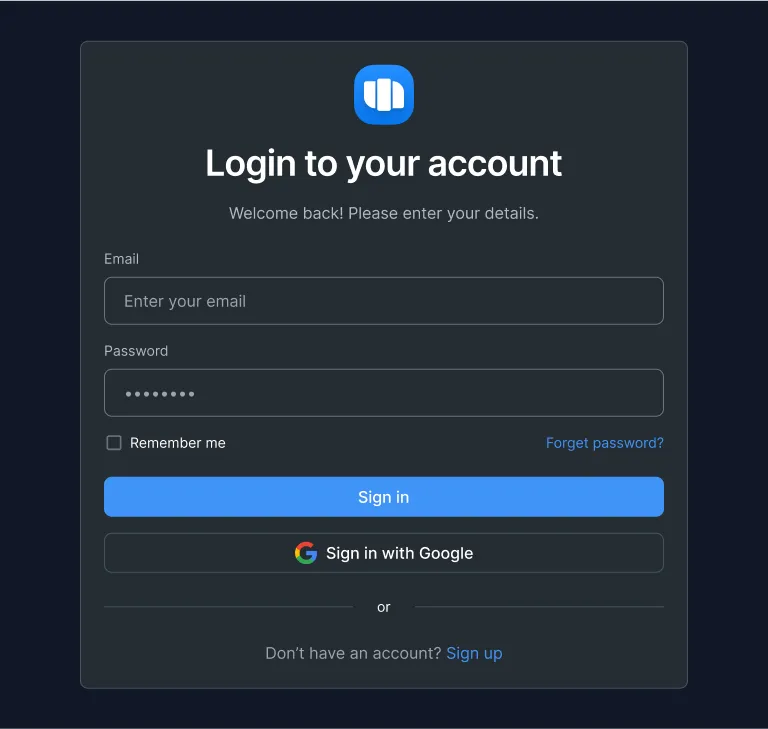 Login to your account
Welcome back! Please enter your details.
Email
Enter your email
Password
••••••••
Remember me
Forget password?
Sign in
Sign in with Google
or
Don’t have an account? Sign up